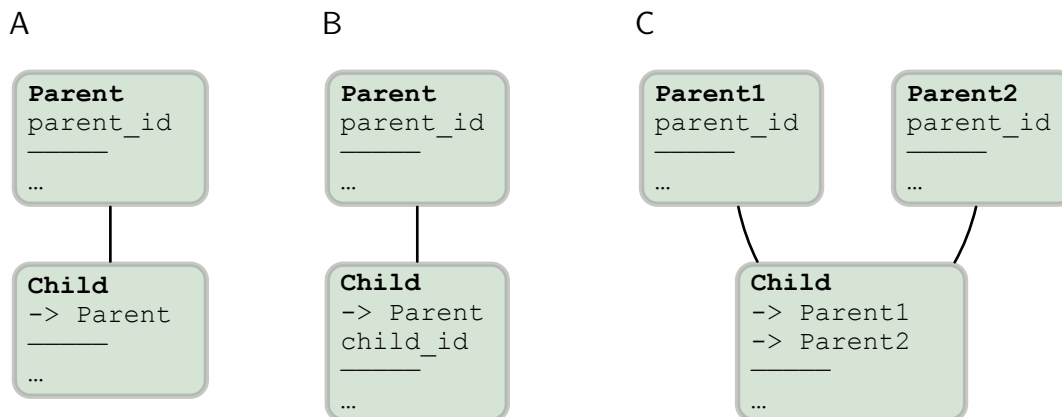 A
Parent
parent_id
—————
…
Child
-> Parent
—————
…
B
Parent
parent_id
—————
…
Child
-> Parent
child_id
—————
…
C
Parent1
parent_id
—————
…
Parent2
parent_id
—————
…
Child
-> Parent1
-> Parent2
—————
…